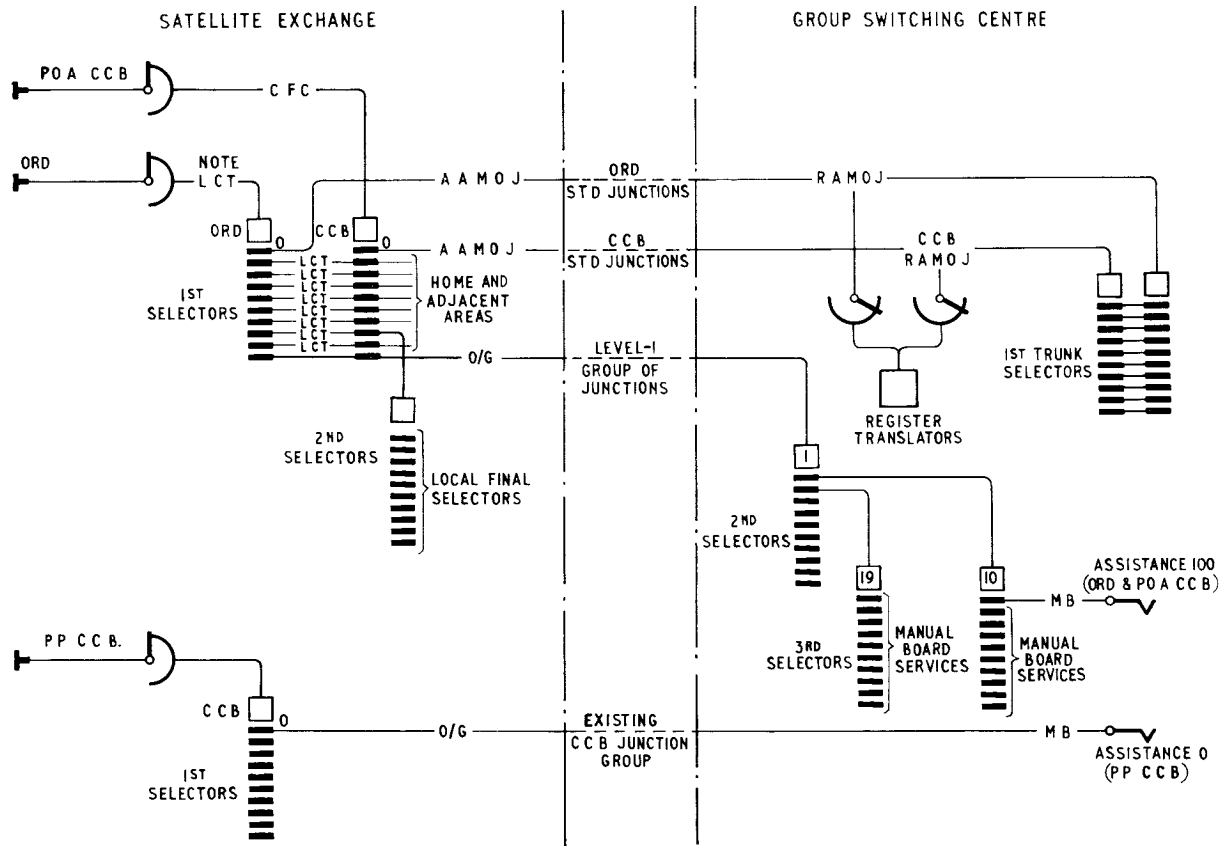 SATELLITE EXCHANGE
GROUP SWITCHING CENTRE
POA CCB
CFC
ORD
NOTE
LCT
AAMOJ
ORD
STD JUNCTIONS
RAMOJ
ORD
0
CCB
0
AAMOJ
CCB
STD JUNCTIONS
CCB
RAMOJ
LCT
LCT
LCT
LCT
LCT
LCT
LCT
LCT
1ST
SELECTORS
HOME AND
ADJACENT
AREAS
O/G
LEVEL-1
GROUP OF
JUNCTIONS
1ST TRUNK
SELECTORS
REGISTER
TRANSLATORS
2ND
SELECTORS
LOCAL FINAL
SELECTORS
1
2ND
SELECTORS
19
10
ASSISTANCE 100
(ORD & POA CCB)
MB
3RD
SELECTORS
MANUAL
BOARD
SERVICES
MANUAL
BOARD
SERVICES
PP CCB.
CCB
0
1ST
SELECTORS
O/G
EXISTING
CCB JUNCTION
GROUP
MB
ASSISTANCE 0
(PP CCB)